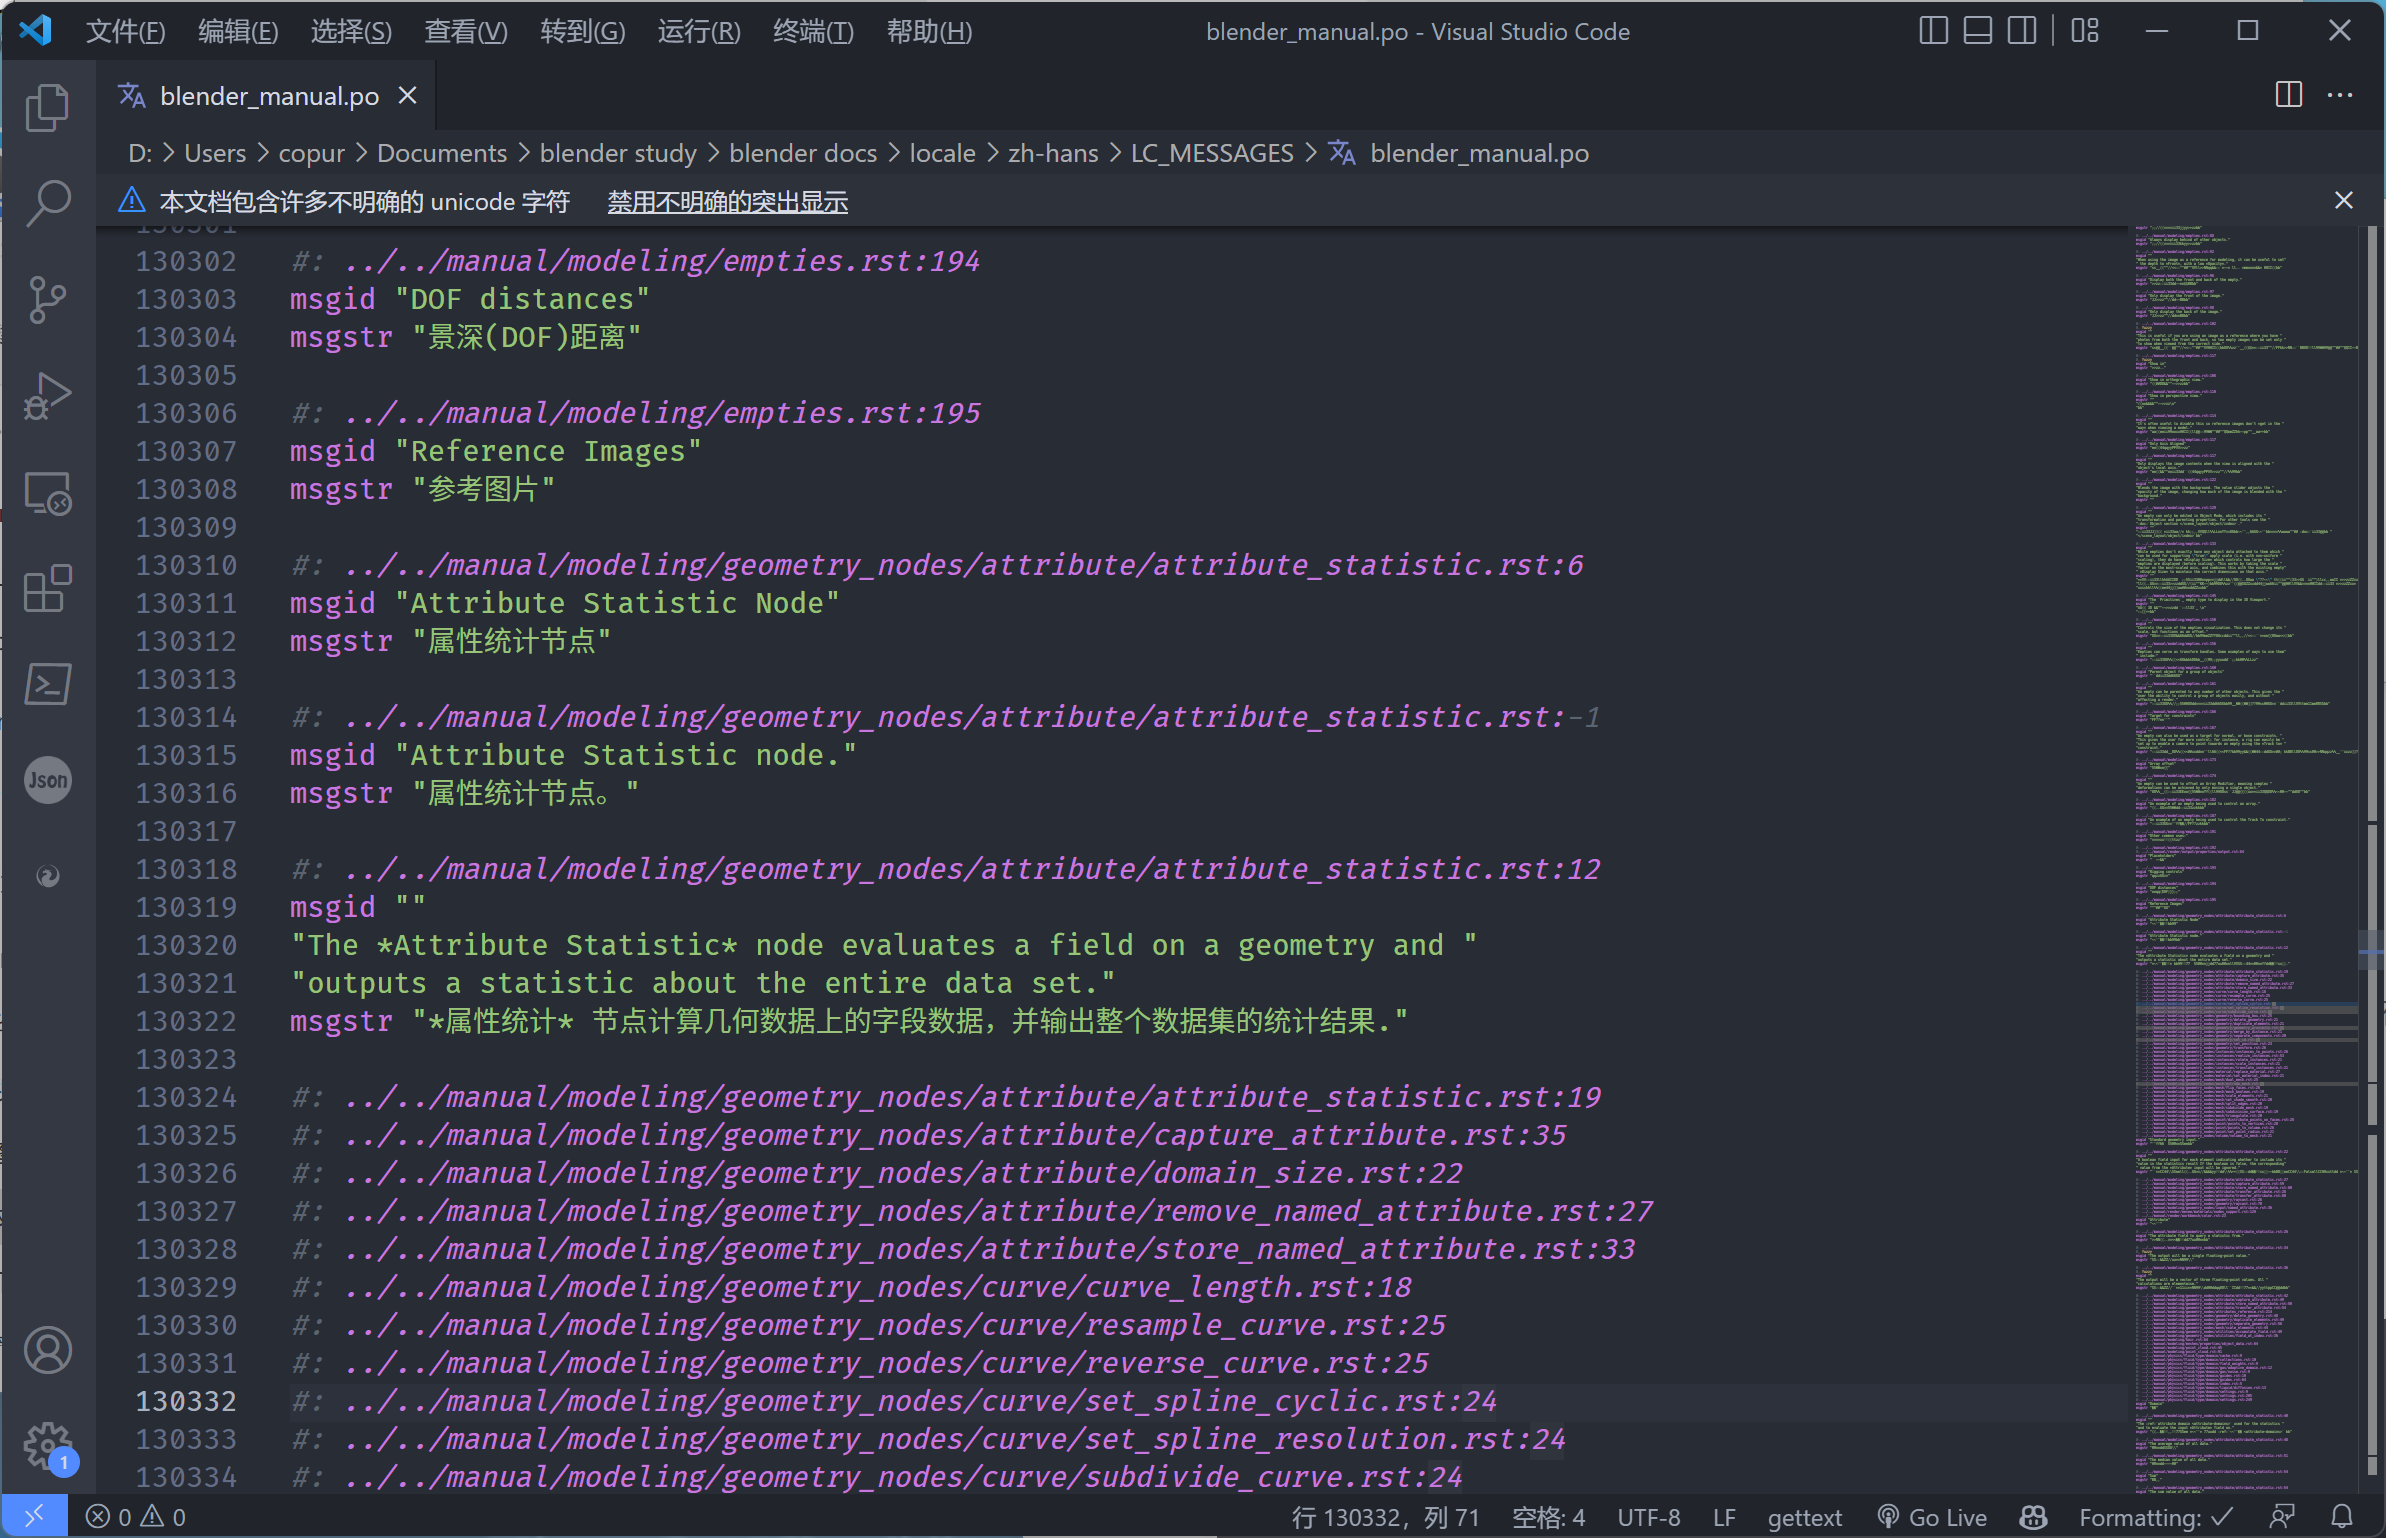 文件(F) 编辑(E) 选择(S) 查看(V) 转到(G) 运行(R) 终端(T) 帮助(H) blender_manual.po - Visual Studio Code
blender_manual.po
D: > Users > copur > Documents > blender study > blender docs > locale > zh-hans > LC_MESSAGES > blender_manual.po
本文档包含许多不明确的 unicode 字符 禁用不明确的突出显示
130301
130302 #: ../../manual/modeling/empties.rst:194
130303 msgid "DOF distances"
130304 msgstr "景深(DOF)距离"
130305
130306 #: ../../manual/modeling/empties.rst:195
130307 msgid "Reference Images"
130308 msgstr "参考图片"
130309
130310 #: ../../manual/modeling/geometry_nodes/attribute/attribute_statistic.rst:6
130311 msgid "Attribute Statistic Node"
130312 msgstr "属性统计节点"
130313
130314 #: ../../manual/modeling/geometry_nodes/attribute/attribute_statistic.rst:-1
130315 msgid "Attribute Statistic node."
130316 msgstr "属性统计节点。"
130317
130318 #: ../../manual/modeling/geometry_nodes/attribute/attribute_statistic.rst:12
130319 msgid ""
130320 "The *Attribute Statistic* node evaluates a field on a geometry and "
130321 "outputs a statistic about the entire data set."
130322 msgstr "*属性统计* 节点计算几何数据上的字段数据，并输出整个数据集的统计结果."
130323
130324 #: ../../manual/modeling/geometry_nodes/attribute/attribute_statistic.rst:19
130325 #: ../../manual/modeling/geometry_nodes/attribute/capture_attribute.rst:35
130326 #: ../../manual/modeling/geometry_nodes/attribute/domain_size.rst:22
130327 #: ../../manual/modeling/geometry_nodes/attribute/remove_named_attribute.rst:27
130328 #: ../../manual/modeling/geometry_nodes/attribute/store_named_attribute.rst:33
130329 #: ../../manual/modeling/geometry_nodes/curve/curve_length.rst:18
130330 #: ../../manual/modeling/geometry_nodes/curve/resample_curve.rst:25
130331 #: ../../manual/modeling/geometry_nodes/curve/reverse_curve.rst:25
130332 #: ../../manual/modeling/geometry_nodes/curve/set_spline_cyclic.rst:24
130333 #: ../../manual/modeling/geometry_nodes/curve/set_spline_resolution.rst:24
130334 #: ../../manual/modeling/geometry_nodes/curve/subdivide_curve.rst:24
Json
1
0 0 行 130332，列 71 空格: 4 UTF-8 LF gettext Go Live Formatting: ✓